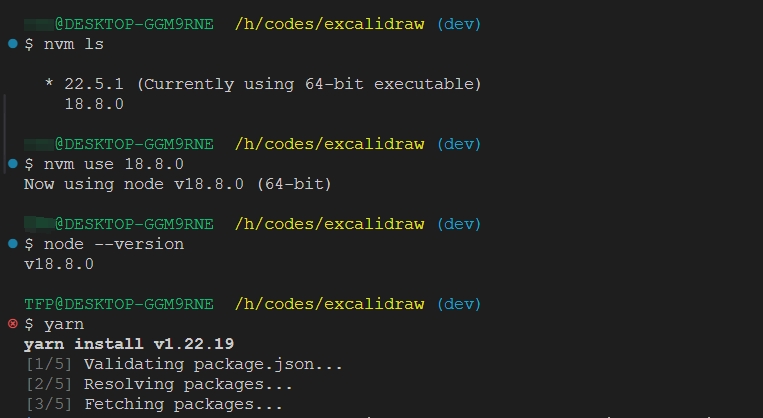 @DESKTOP-GGM9RNE /h/codes/excalidraw (dev)
$ nvm ls
* 22.5.1 (Currently using 64-bit executable)
18.8.0
@DESKTOP-GGM9RNE /h/codes/excalidraw (dev)
$ nvm use 18.8.0
Now using node v18.8.0 (64-bit)
@DESKTOP-GGM9RNE /h/codes/excalidraw (dev)
$ node --version
v18.8.0
TFP@DESKTOP-GGM9RNE /h/codes/excalidraw (dev)
$ yarn
yarn install v1.22.19
[1/5] Validating package.json...
[2/5] Resolving packages...
[3/5] Fetching packages...